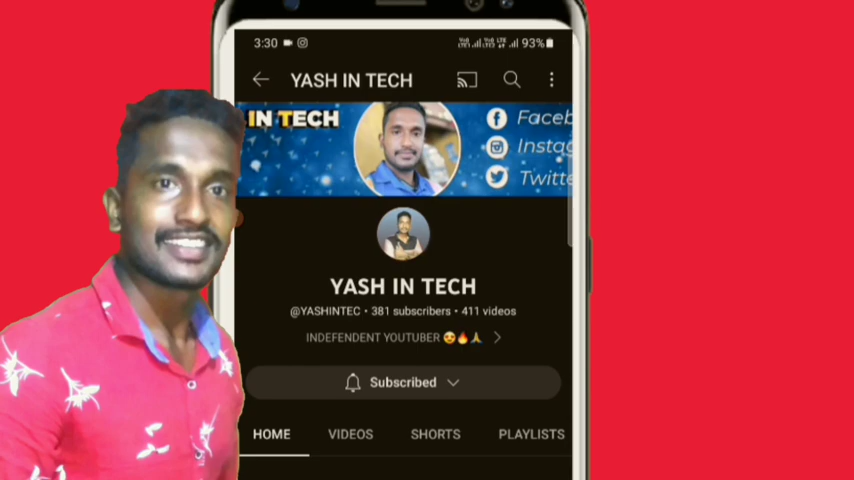 3:30 93%
YASH IN TECH
IN TECH
Faceb
Instag
Twitte
YASH IN TECH
@YASHINTEC • 381 subscribers • 411 videos
INDEFENDENT YOUTUBER 😍🔥🙏
Subscribed
HOME VIDEOS SHORTS PLAYLISTS